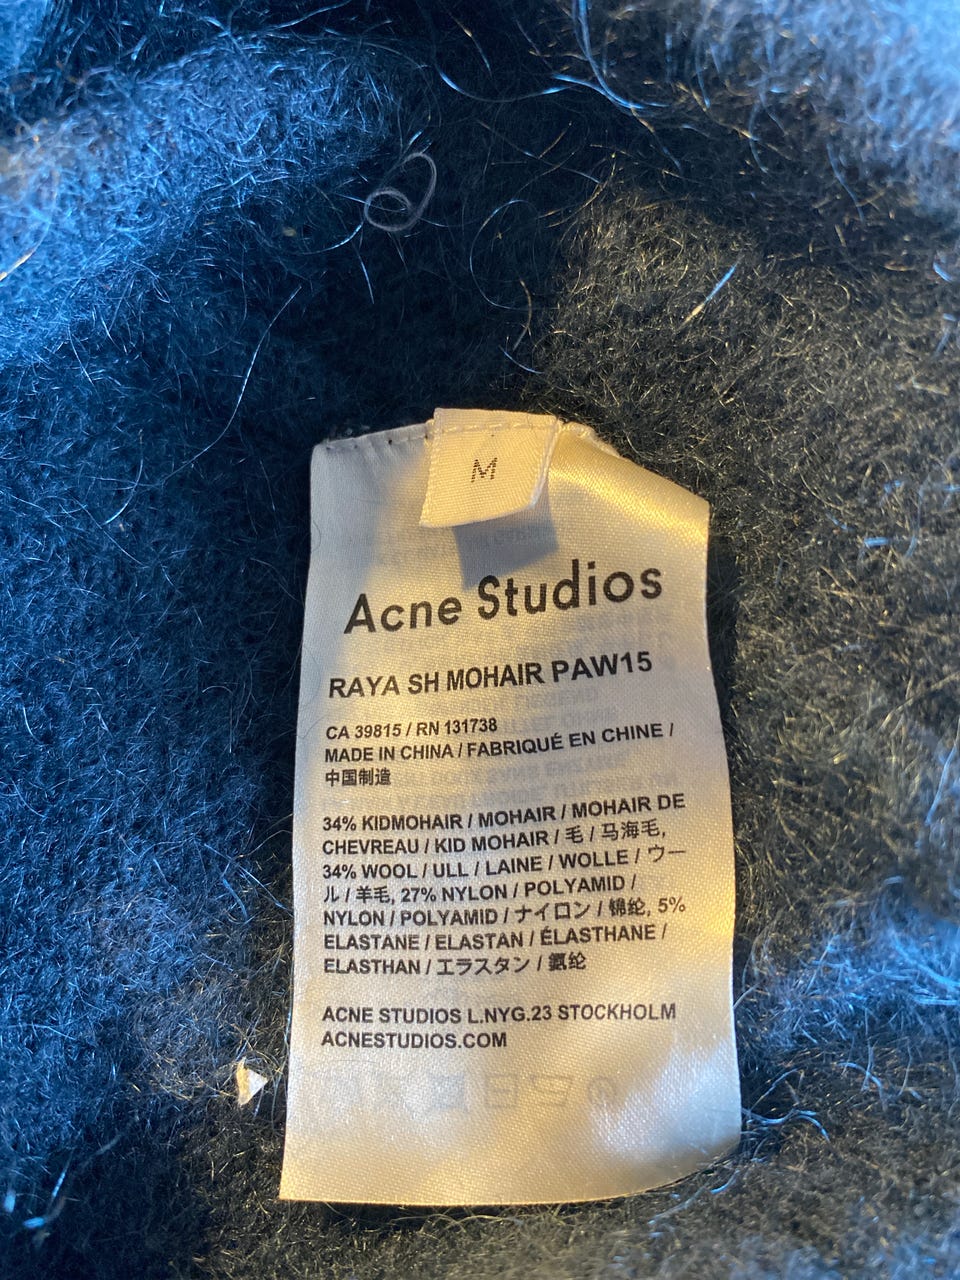 M
Acne Studios
RAYA SH MOHAIR PAW15
CA 39815 / RN 131738
MADE IN CHINA / FABRIQUÉ EN CHINE /
中国制造
34% KIDMOHAIR / MOHAIR / MOHAIR DE
CHEVREAU / KID MOHAIR / 毛 / 马海毛,
34% WOOL / ULL / LAINE / WOLLE / ウー
ル / 羊毛, 27% NYLON / POLYAMID /
NYLON / POLYAMID / ナイロン / 锦纶, 5%
ELASTANE / ELASTAN / ÉLASTHANE /
ELASTHAN / エラスタン / 氨纶
ACNE STUDIOS L.NYG.23 STOCKHOLM
ACNESTUDIOS.COM